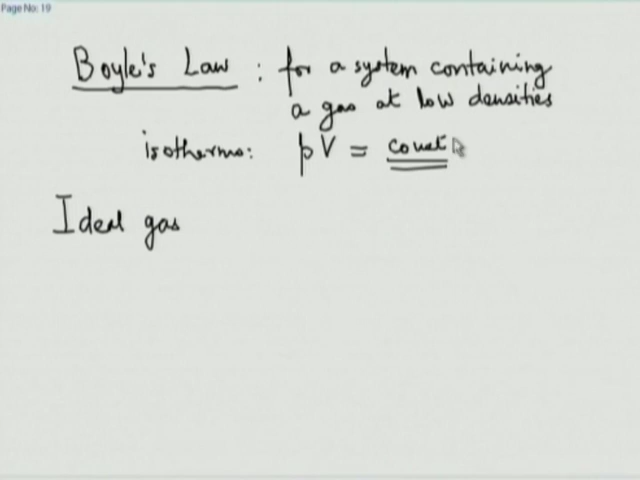 Page No: 19
Boyle's Law : for a system containing
a gas at low densities
isotherms: pV = const
Ideal gas